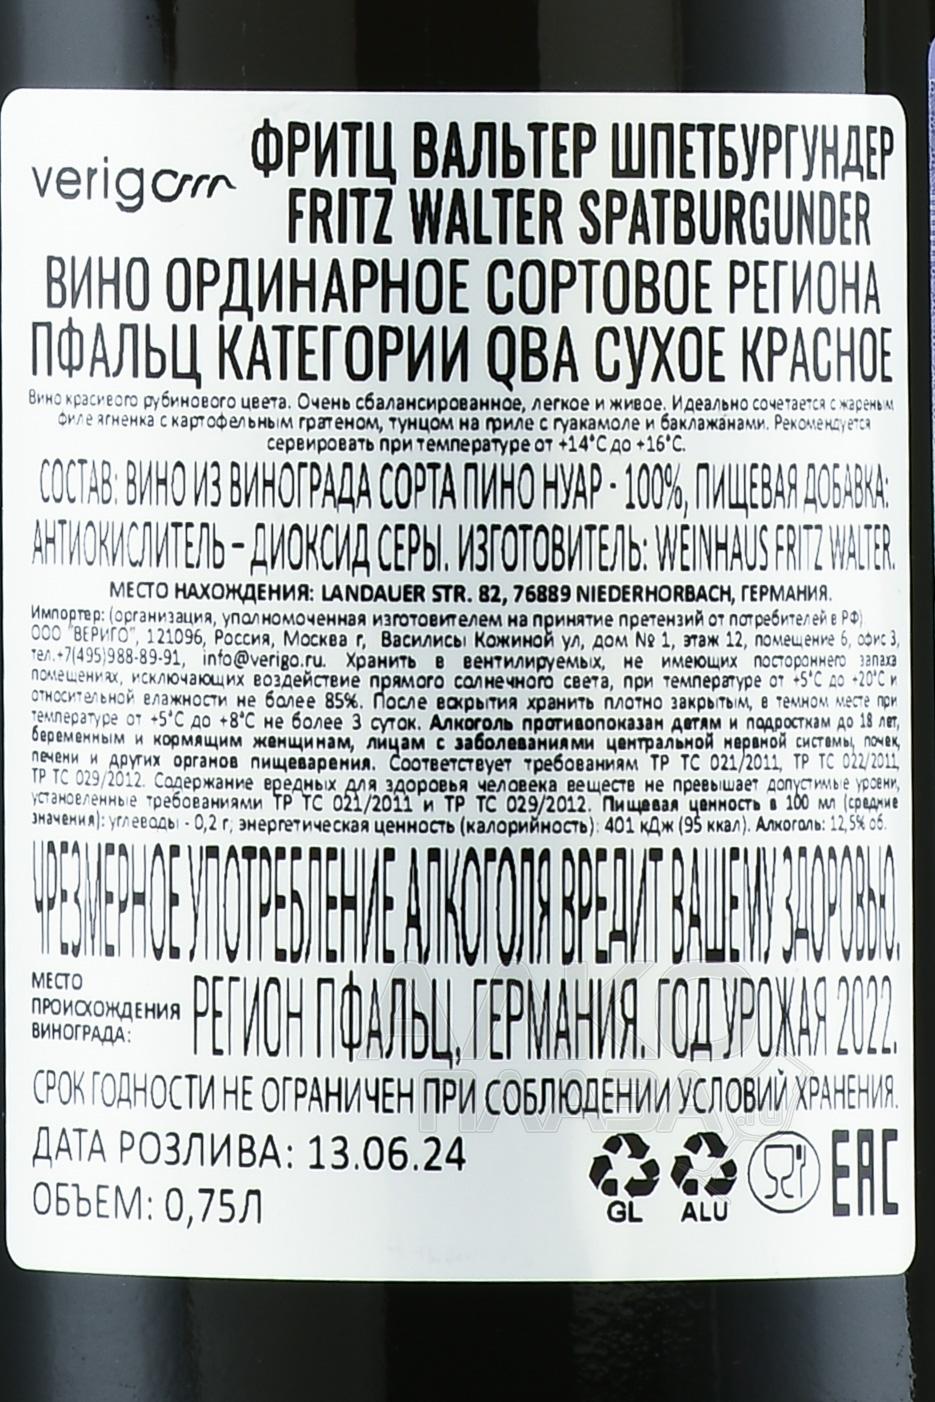 verigo
ФРИТЦ ВАЛЬТЕР ШПЕТБУРГУНДЕР
FRITZ WALTER SPATBURGUNDER
ВИНО ОРДИНАРНОЕ СОРТОВОЕ РЕГИОНА
ПФАЛЬЦ КАТЕГОРИИ QBA СУХОЕ КРАСНОЕ
Вино красивого рубинового цвета. Очень сбалансированное, легкое и живое. Идеально сочетается с жареным
филе ягненка с картофельным гратеном, тунцом на гриле с гуакамоле и баклажанами. Рекомендуется
сервировать при температуре от +14°C до +16°C.
СОСТАВ: ВИНО ИЗ ВИНОГРАДА СОРТА ПИНО НУАР - 100%, ПИЩЕВАЯ ДОБАВКА:
АНТИОКИСЛИТЕЛЬ – ДИОКСИД СЕРЫ. ИЗГОТОВИТЕЛЬ: WEINHAUS FRITZ WALTER.
МЕСТО НАХОЖДЕНИЯ: LANDAUER STR. 82, 76889 NIEDERHORBACH, ГЕРМАНИЯ.
Импортер: (организация, уполномоченная изготовителем на принятие претензий от потребителей в РФ)
ООО "ВЕРИГО", 121096, Россия, Москва г, Василисы Кожиной ул, дом № 1, этаж 12, помещение 6, офис 3,
тел.+7(495)988-89-91, info@verigo.ru. Хранить в вентилируемых, не имеющих постороннего запаха
помещениях, исключающих воздействие прямого солнечного света, при температуре от +5°C до +20°C и
относительной влажности не более 85%. После вскрытия хранить плотно закрытым, в темном месте при
температуре от +5°C до +8°C не более 3 суток. Алкоголь противопоказан детям и подросткам до 18 лет,
беременным и кормящим женщинам, лицам с заболеваниями центральной нервной системы, почек,
печени и других органов пищеварения. Соответствует требованиям ТР ТС 021/2011, ТР ТС 022/2011,
ТР ТС 029/2012. Содержание вредных для здоровья человека веществ не превышает допустимые уровни,
установленные требованиями ТР ТС 021/2011 и ТР ТС 029/2012. Пищевая ценность в 100 мл (средние
значения): углеводы - 0,2 г; энергетическая ценность (калорийность): 401 кДж (95 ккал). Алкоголь: 12,5% об.
ЧРЕЗМЕРНОЕ УПОТРЕБЛЕНИЕ АЛКОГОЛЯ ВРЕДИТ ВАШЕМУ ЗДОРОВЬЮ.
МЕСТО
ПРОИСХОЖДЕНИЯ
ВИНОГРАДА:
РЕГИОН ПФАЛЬЦ, ГЕРМАНИЯ. ГОД УРОЖАЯ 2022.
СРОК ГОДНОСТИ НЕ ОГРАНИЧЕН ПРИ СОБЛЮДЕНИИ УСЛОВИЙ ХРАНЕНИЯ.
ДАТА РОЗЛИВА: 13.06.24
ОБЪЕМ: 0,75Л
GL
ALU
EAC
АЛКО
ПЛАЗА.ru